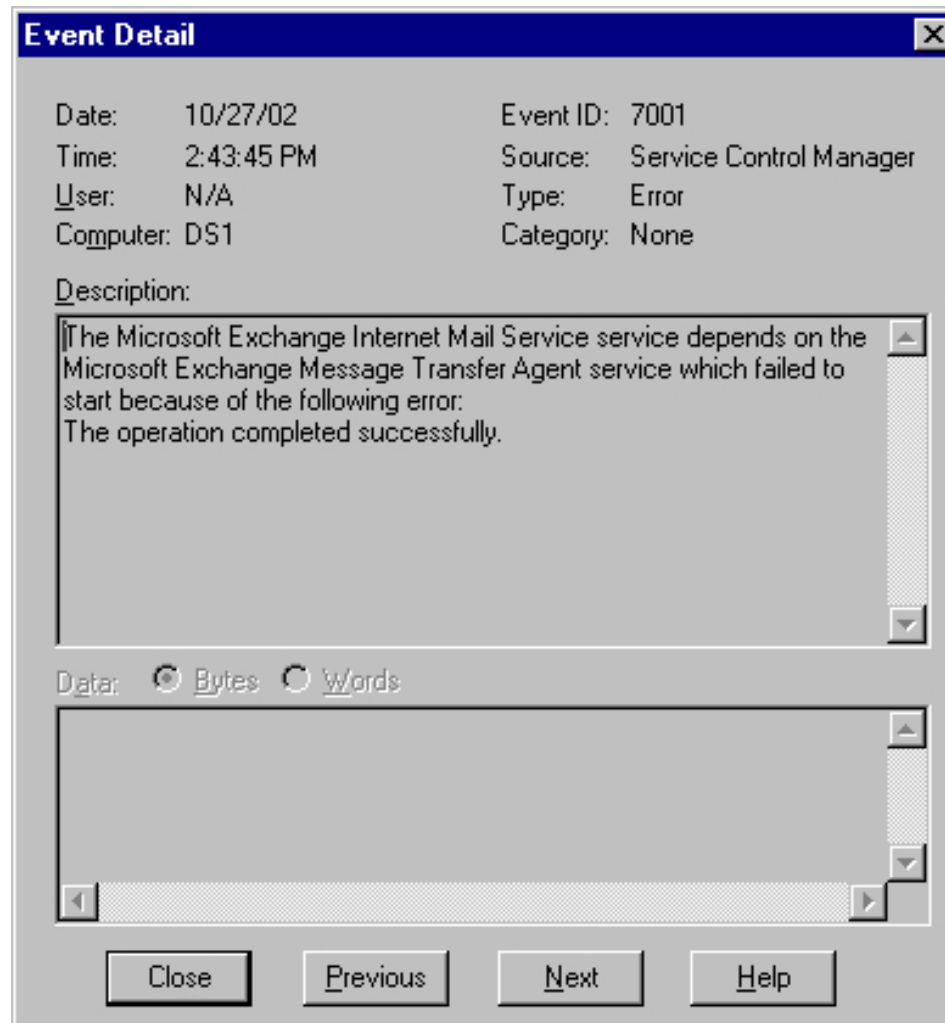 Event Detail
Date: 10/27/02 Event ID: 7001
Time: 2:43:45 PM Source: Service Control Manager
User: N/A Type: Error
Computer: DS1 Category: None
Description:
The Microsoft Exchange Internet Mail Service service depends on the
Microsoft Exchange Message Transfer Agent service which failed to
start because of the following error:
The operation completed successfully.
Data: Bytes Words
Close Previous Next Help